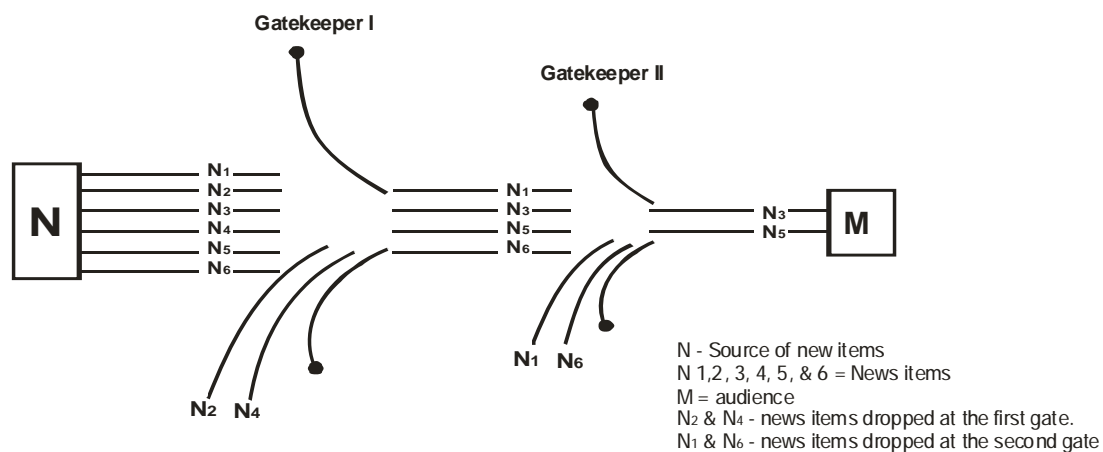 Gatekeeper I
Gatekeeper II
N
N1
N2
N3
N4
N5
N6
N1
N3
N5
N6
N3
N5
M
N2 N4
N1 N6
N - Source of new items
N 1,2, 3, 4, 5, & 6 = News items
M = audience
N2 & N4 - news items dropped at the first gate.
N1 & N6 - news items dropped at the second gate